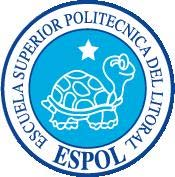 ESCUELA SUPERIOR POLITECNICA DEL LITORAL
ESPOL